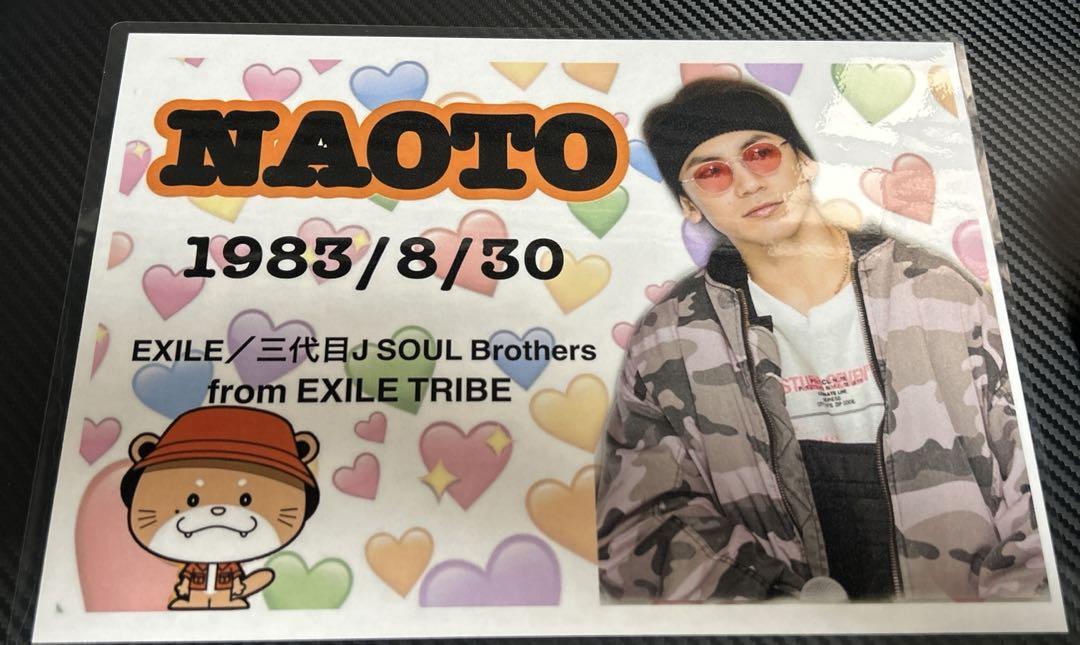 NAOTO
1983/8/30
EXILE／三代目J SOUL Brothers
from EXILE TRIBE